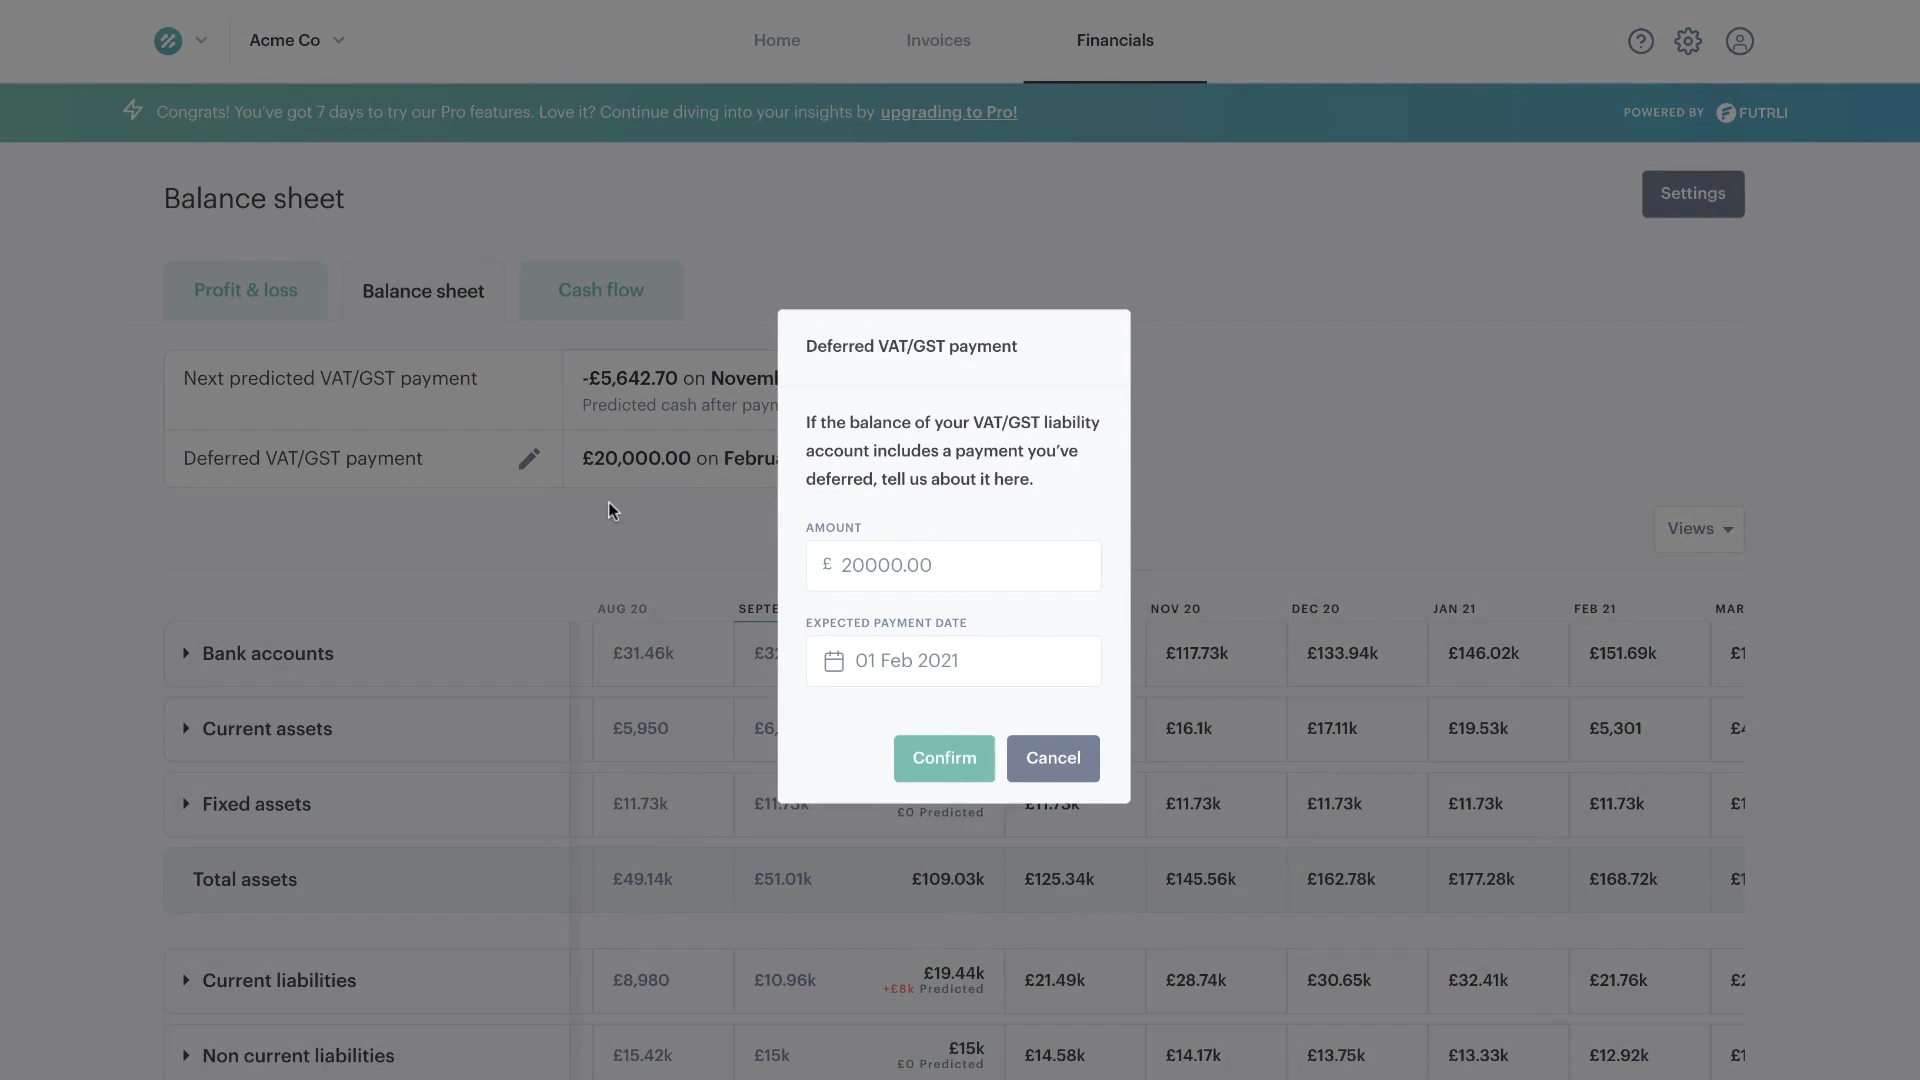 Acme Co
Home
Invoices
Financials
Congrats! You've got 7 days to try our Pro features. Love it? Continue diving into your insights by upgrading to Pro!
POWERED BY FUTRLI
Balance sheet
Settings
Profit & loss
Balance sheet
Cash flow
Next predicted VAT/GST payment
-£5,642.70 on
Predicted cash after
Deferred VAT/GST payment
£20,000.00 on
Deferred VAT/GST payment
If the balance of your VAT/GST liability
account includes a payment you've
deferred, tell us about it here.
AMOUNT
£ 20000.00
EXPECTED PAYMENT DATE
01 Feb 2021
Confirm
Cancel
Views
AUG 20
NOV 20
DEC 20
JAN 21
FEB 21
MAR
Bank accounts
£31.46k
£117.73k
£133.94k
£146.02k
£151.69k
Current assets
£5,950
£16.1k
£17.11k
£19.53k
£5,301
Fixed assets
£11.73k
£11.73k
£11.73k
£11.73k
£11.73k
£11.73k
£11.73k
£0 Predicted
Total assets
£49.14k
£51.01k
£109.03k
£125.34k
£145.56k
£162.78k
£177.28k
£168.72k
Current liabilities
£8,980
£10.96k
£19.44k
+£8k Predicted
£21.49k
£28.74k
£30.65k
£32.41k
£21.76k
Non current liabilities
£15.42k
£15k
£15k
£0 Predicted
£14.58k
£14.17k
£13.75k
£13.33k
£12.92k